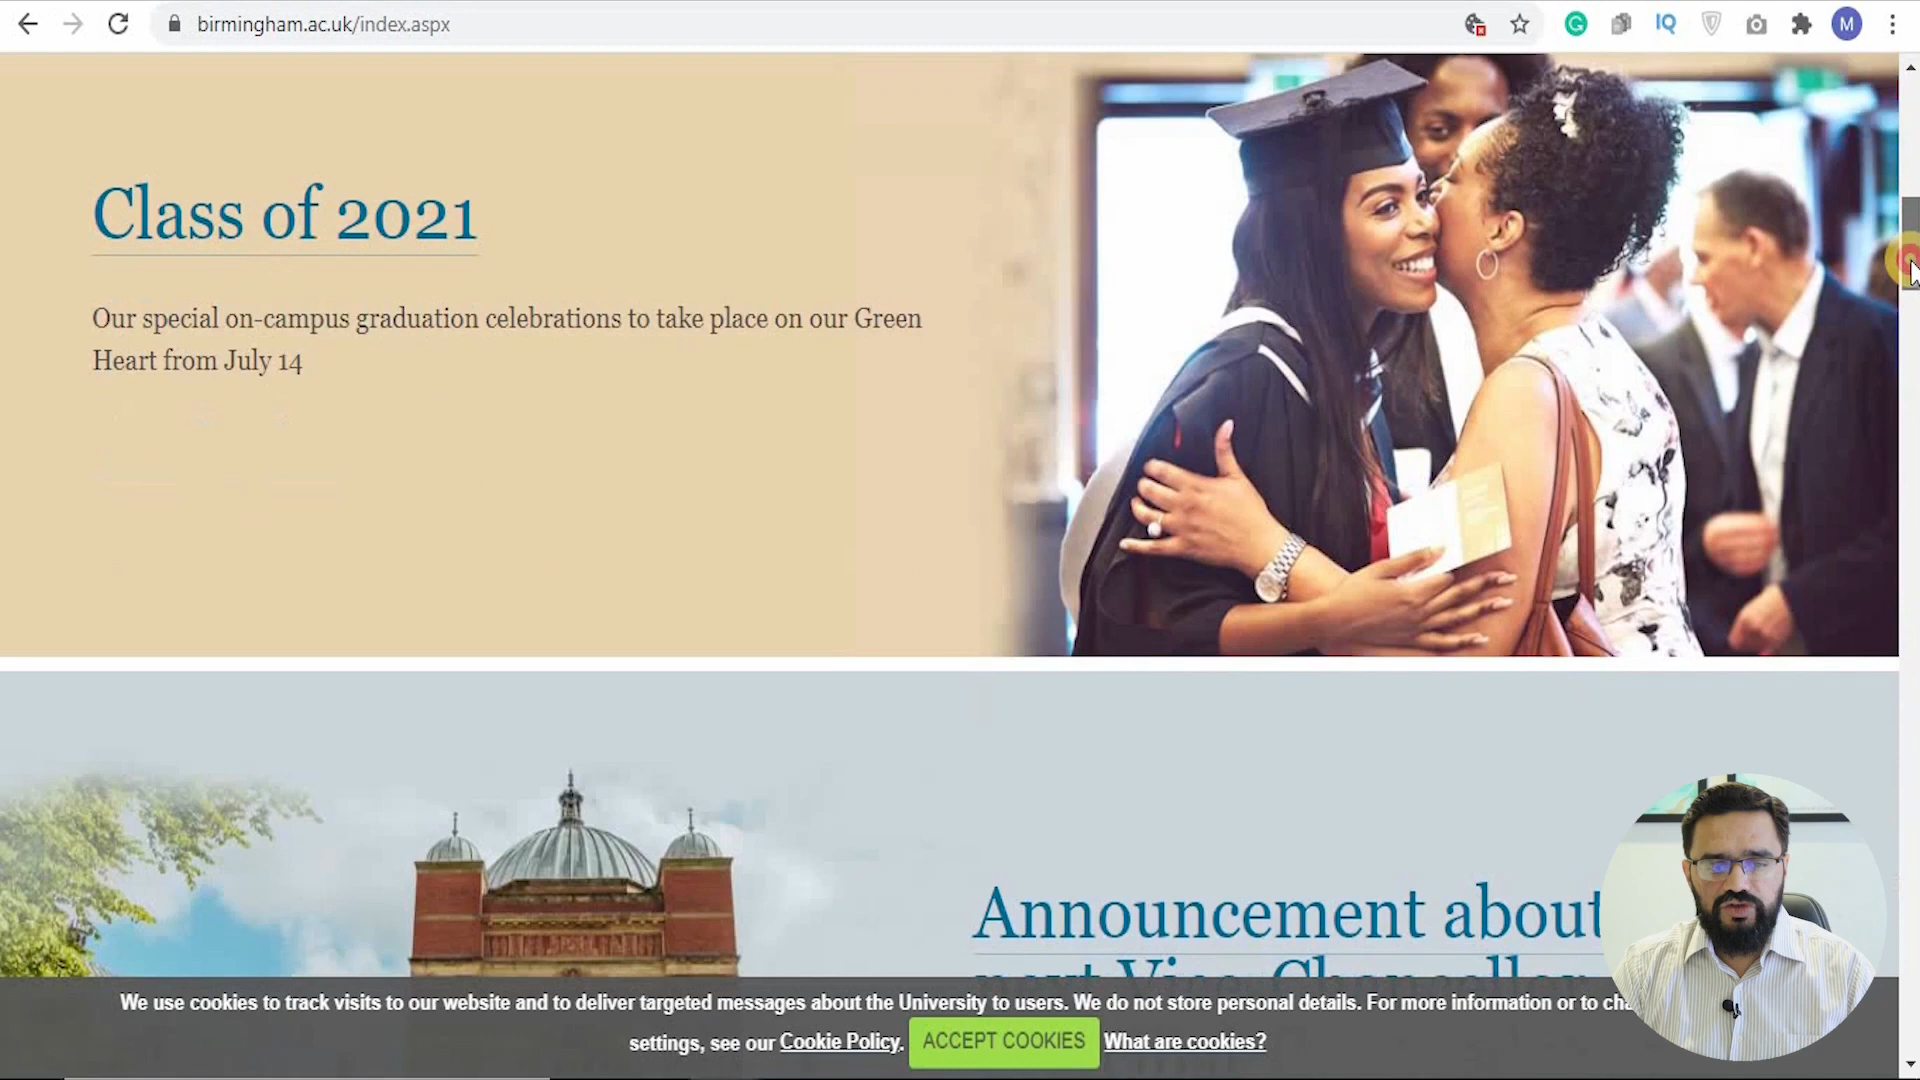 birmingham.ac.uk/index.aspx
IQ
M
Class of 2021
Our special on-campus graduation celebrations to take place on our Green
Heart from July 14
Announcement about
next Vice-Chancellor
We use cookies to track visits to our website and to deliver targeted messages about the University to users. We do not store personal details. For more information or to
settings, see our Cookie Policy. ACCEPT COOKIES What are cookies?